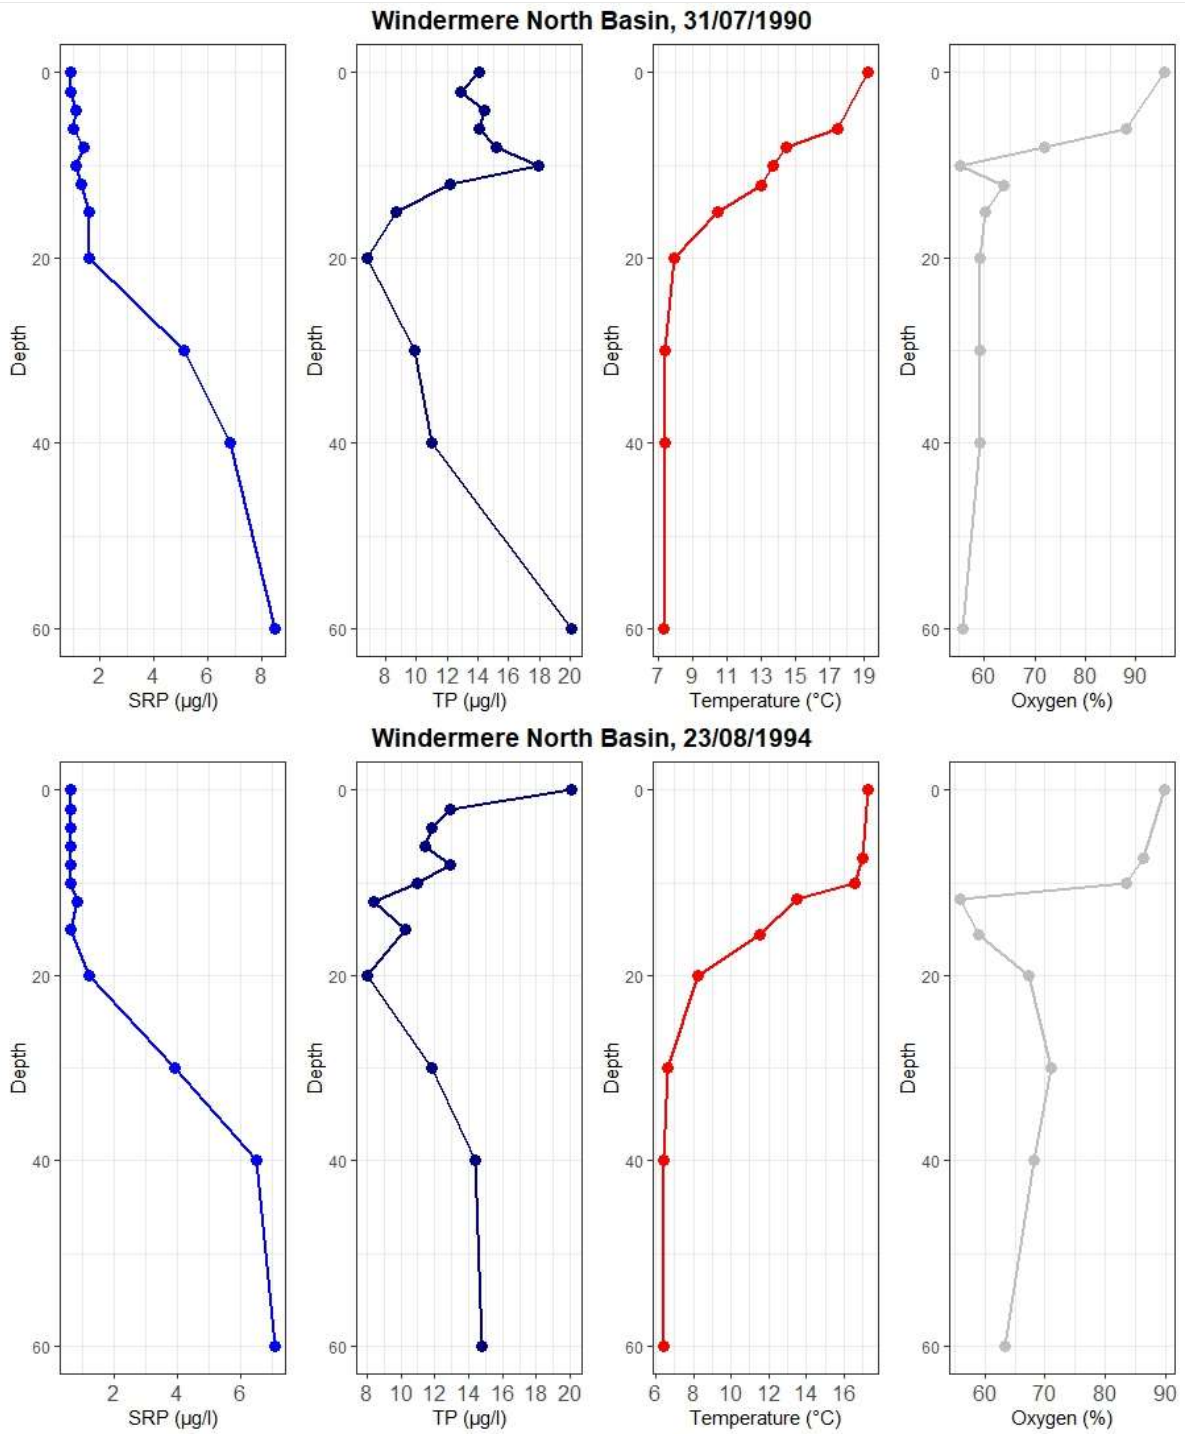 Windermere North Basin, 31/07/1990
0
20
40
60
Depth
2 4 6 8
SRP (µg/l)
0
20
40
60
Depth
8 10 12 14 16 18 20
TP (µg/l)
0
20
40
60
Depth
7 9 11 13 15 17 19
Temperature (°C)
0
20
40
60
Depth
60 70 80 90
Oxygen (%)
Windermere North Basin, 23/08/1994
0
20
40
60
Depth
2 4 6
SRP (µg/l)
0
20
40
60
Depth
8 10 12 14 16 18 20
TP (µg/l)
0
20
40
60
Depth
6 8 10 12 14 16
Temperature (°C)
0
20
40
60
Depth
60 70 80 90
Oxygen (%)